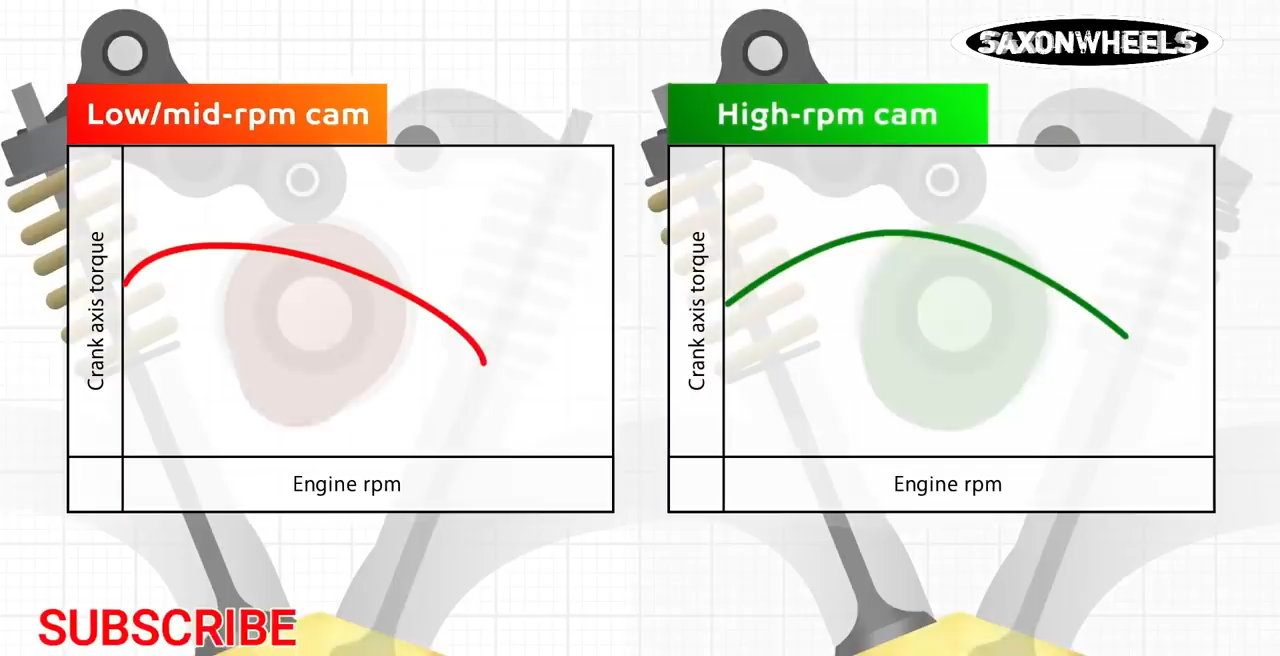 SAXONWHEELS
Low/mid-rpm cam
High-rpm cam
Crank axis torque
Engine rpm
Crank axis torque
Engine rpm
SUBSCRIBE